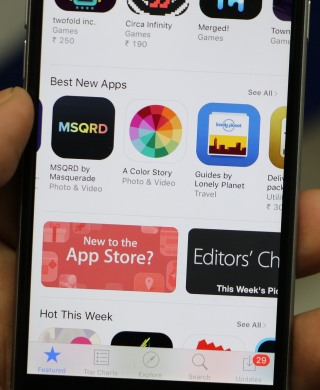 twofold inc.
Games
₹ 250
Circa Infinity
Games
₹ 190
Merged!
Games
Town
Games
Best New Apps
See All >
MSQRD
MSQRD by
Masquerade
Photo & Video
A Color Story
Photo & Video
lonely planet
Guides by
Lonely Planet
Travel
Deliv
pack
Utilit
₹ 30
New to the
App Store?
Editors' Ch
This Week's Pic
Hot This Week
See All >
Featured
Top Charts
Explore
Search
Updates
29